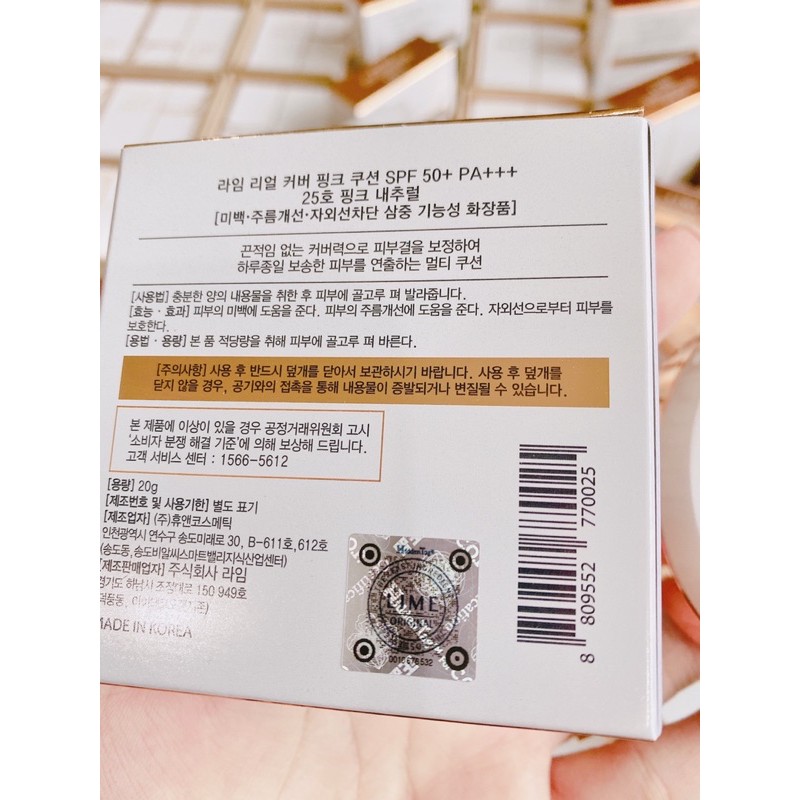 라임 리얼 커버 핑크 쿠션 SPF 50+ PA+++
25호 핑크 내추럴
[미백·주름개선·자외선차단 삼중 기능성 화장품]
끈적임 없는 커버력으로 피부결을 보정하여
하루종일 보송한 피부를 연출하는 멀티 쿠션
[사용법] 충분한 양의 내용물을 취한 후 피부에 골고루 펴 발라줍니다.
[효능·효과] 피부의 미백에 도움을 준다. 피부의 주름개선에 도움을 준다. 자외선으로부터 피부를
보호한다.
[용법·용량] 본 품 적당량을 취해 피부에 골고루 펴 바른다.
[주의사항] 사용 후 반드시 덮개를 닫아서 보관하시기 바랍니다. 사용 후 덮개를
닫지 않을 경우, 공기와의 접촉을 통해 내용물이 증발되거나 변질될 수 있습니다.
본 제품에 이상이 있을 경우 공정거래위원회 고시
'소비자 분쟁 해결 기준'에 의해 보상해 드립니다.
고객 서비스 센터 : 1566-5612
[용량] 20g
[제조번호 및 사용기한] 별도 표기
[제조업자] (주)휴앤코스메틱
인천광역시 연수구 송도미래로 30, B-611호,612호
(송도동,송도비알씨스마트밸리지식산업센터)
[제조판매업자] 주식회사 라임
경기도 하남시 조정대로 150 949호
MADE IN KOREA
HiddenTag
LIME
ORIGINAL
0018676532
8 809552 770025